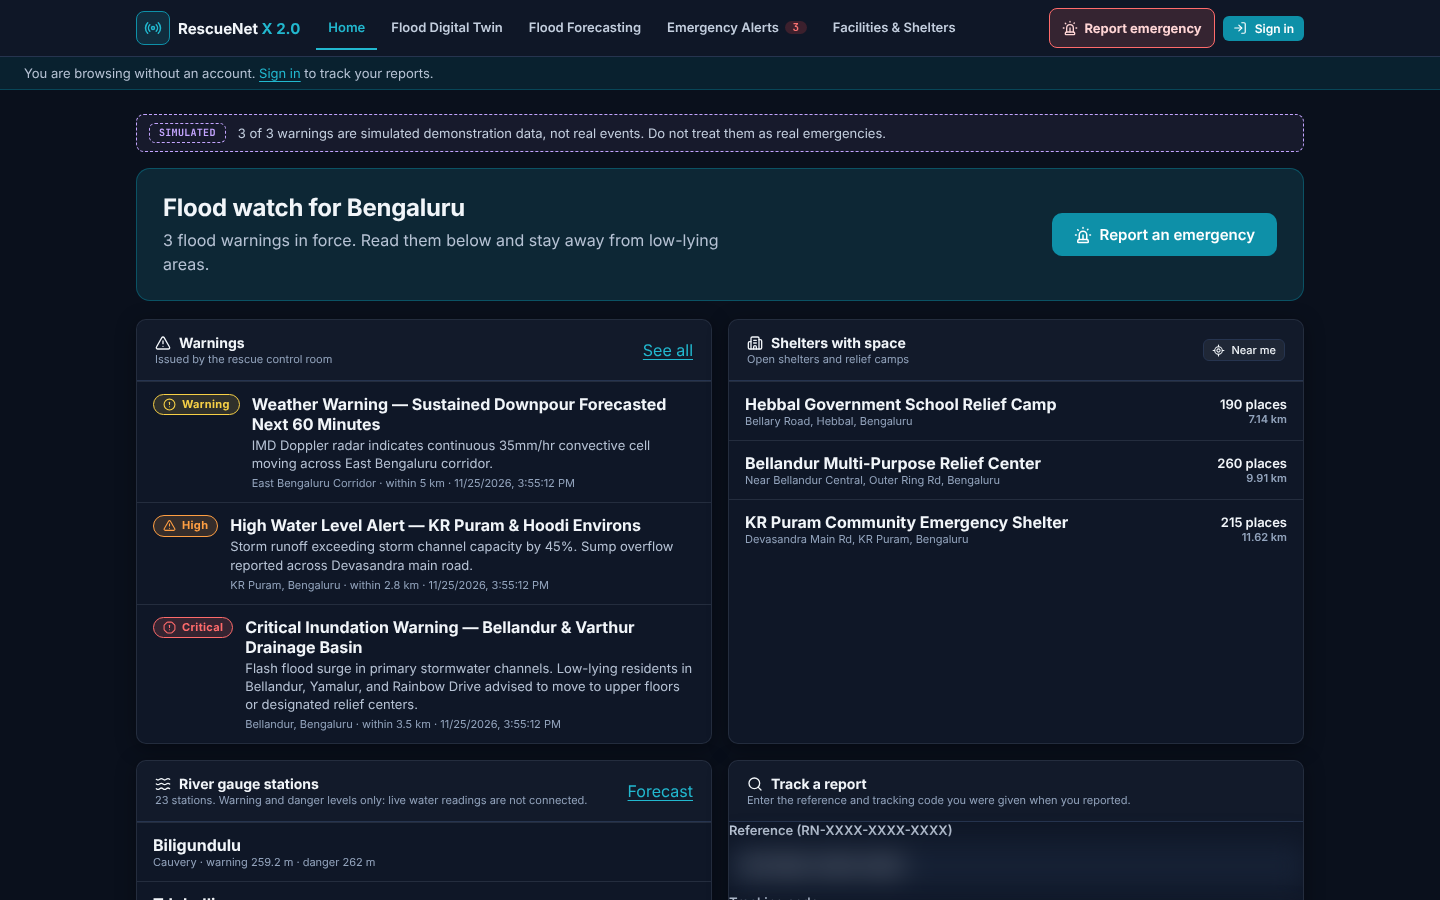 RescueNet X 2.0
Home
Flood Digital Twin
Flood Forecasting
Emergency Alerts 3
Facilities & Shelters
Report emergency
Sign in
You are browsing without an account. Sign in to track your reports.
SIMULATED 3 of 3 warnings are simulated demonstration data, not real events. Do not treat them as real emergencies.
Flood watch for Bengaluru
3 flood warnings in force. Read them below and stay away from low-lying
areas.
Report an emergency
Warnings
Issued by the rescue control room
See all
Warning
Weather Warning — Sustained Downpour Forecasted
Next 60 Minutes
IMD Doppler radar indicates continuous 35mm/hr convective cell
moving across East Bengaluru corridor.
East Bengaluru Corridor · within 5 km · 11/25/2026, 3:55:12 PM
High
High Water Level Alert — KR Puram & Hoodi Environs
Storm runoff exceeding storm channel capacity by 45%. Sump overflow
reported across Devasandra main road.
KR Puram, Bengaluru · within 2.8 km · 11/25/2026, 3:55:12 PM
Critical
Critical Inundation Warning — Bellandur & Varthur
Drainage Basin
Flash flood surge in primary stormwater channels. Low-lying residents in
Bellandur, Yamalur, and Rainbow Drive advised to move to upper floors
or designated relief centers.
Bellandur, Bengaluru · within 3.5 km · 11/25/2026, 3:55:12 PM
Shelters with space
Open shelters and relief camps
Near me
Hebbal Government School Relief Camp
Bellary Road, Hebbal, Bengaluru
190 places
7.14 km
Bellandur Multi-Purpose Relief Center
Near Bellandur Central, Outer Ring Rd, Bengaluru
260 places
9.91 km
KR Puram Community Emergency Shelter
Devasandra Main Rd, KR Puram, Bengaluru
215 places
11.62 km
River gauge stations
23 stations. Warning and danger levels only: live water readings are not connected.
Forecast
Biligundulu
Cauvery · warning 259.2 m · danger 262 m
Track a report
Enter the reference and tracking code you were given when you reported.
Reference (RN-XXXX-XXXX-XXXX)